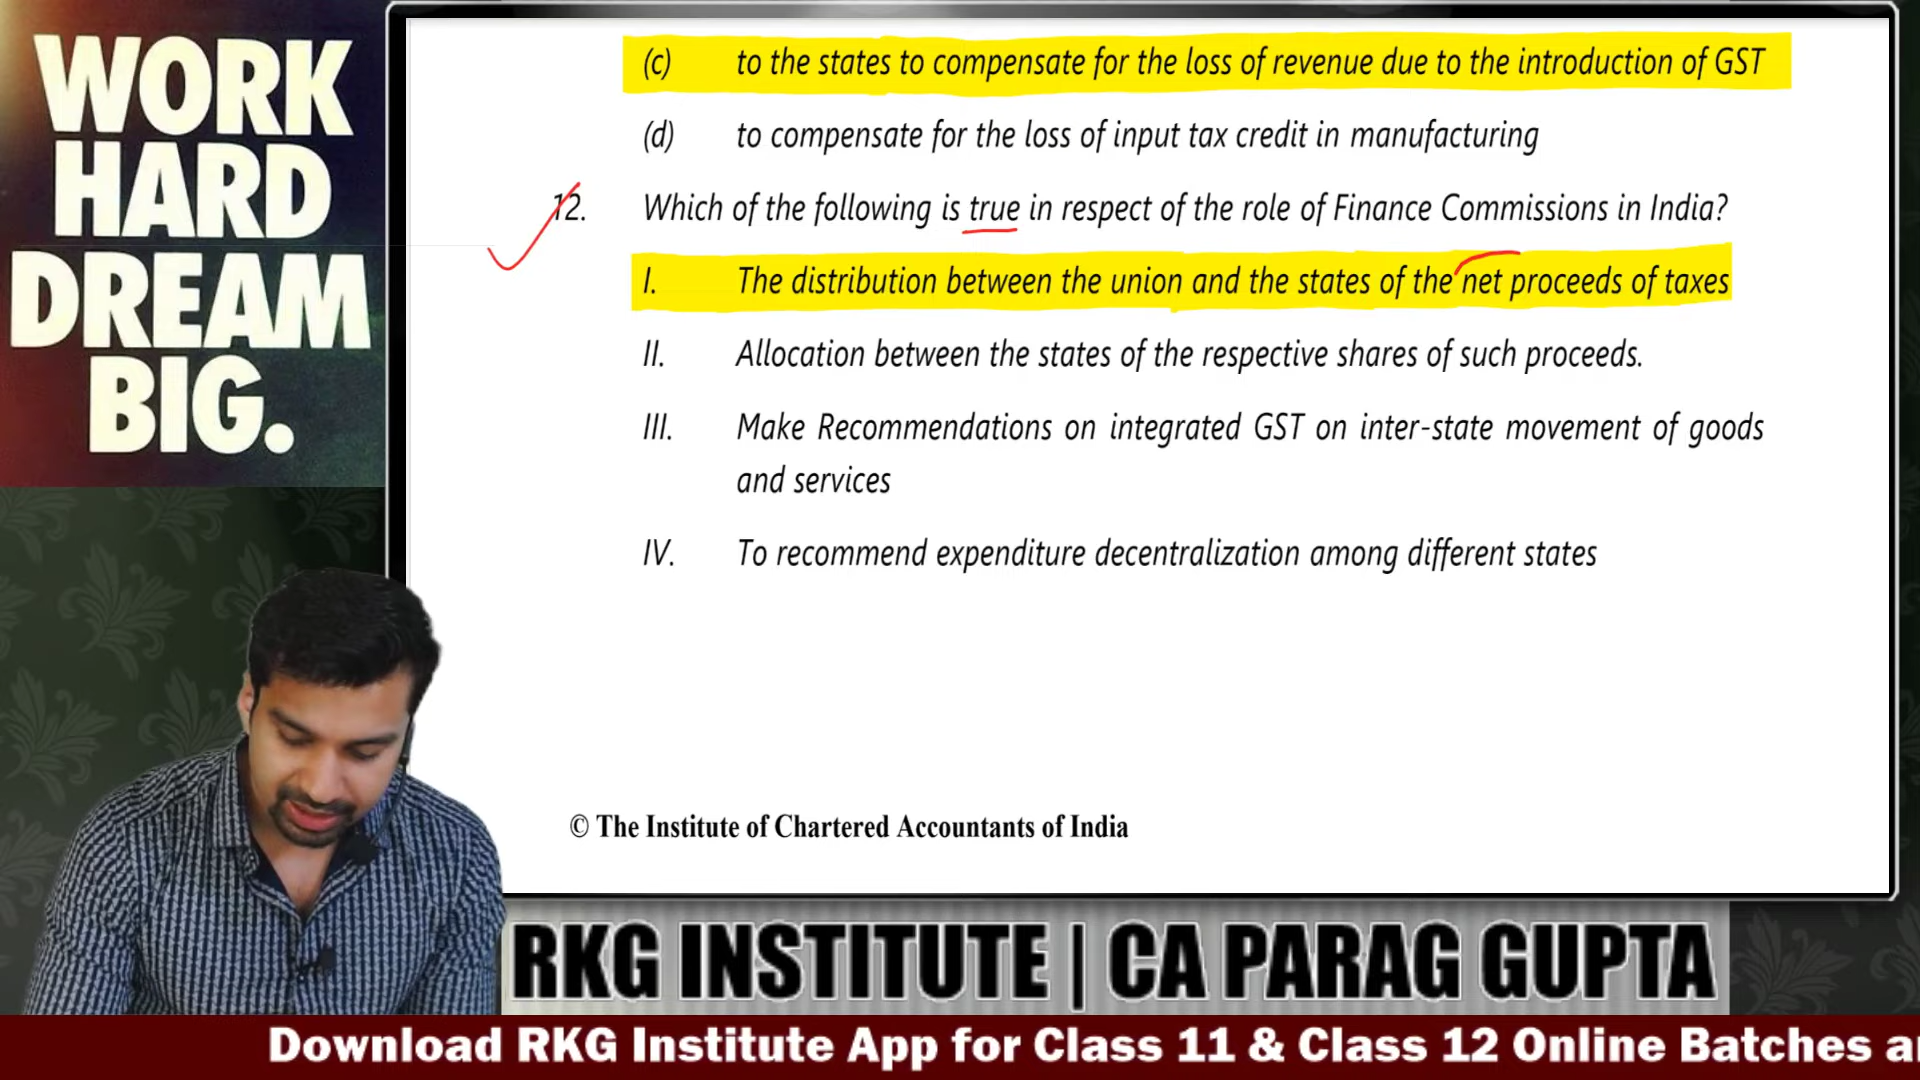 WORK
HARD
DREAM
BIG.
(c) to the states to compensate for the loss of revenue due to the introduction of GST
(d) to compensate for the loss of input tax credit in manufacturing
12. Which of the following is true in respect of the role of Finance Commissions in India?
I. The distribution between the union and the states of the net proceeds of taxes
II. Allocation between the states of the respective shares of such proceeds.
III. Make Recommendations on integrated GST on inter-state movement of goods
and services
IV. To recommend expenditure decentralization among different states
© The Institute of Chartered Accountants of India
RKG INSTITUTE | CA PARAG GUPTA
Download RKG Institute App for Class 11 & Class 12 Online Batches